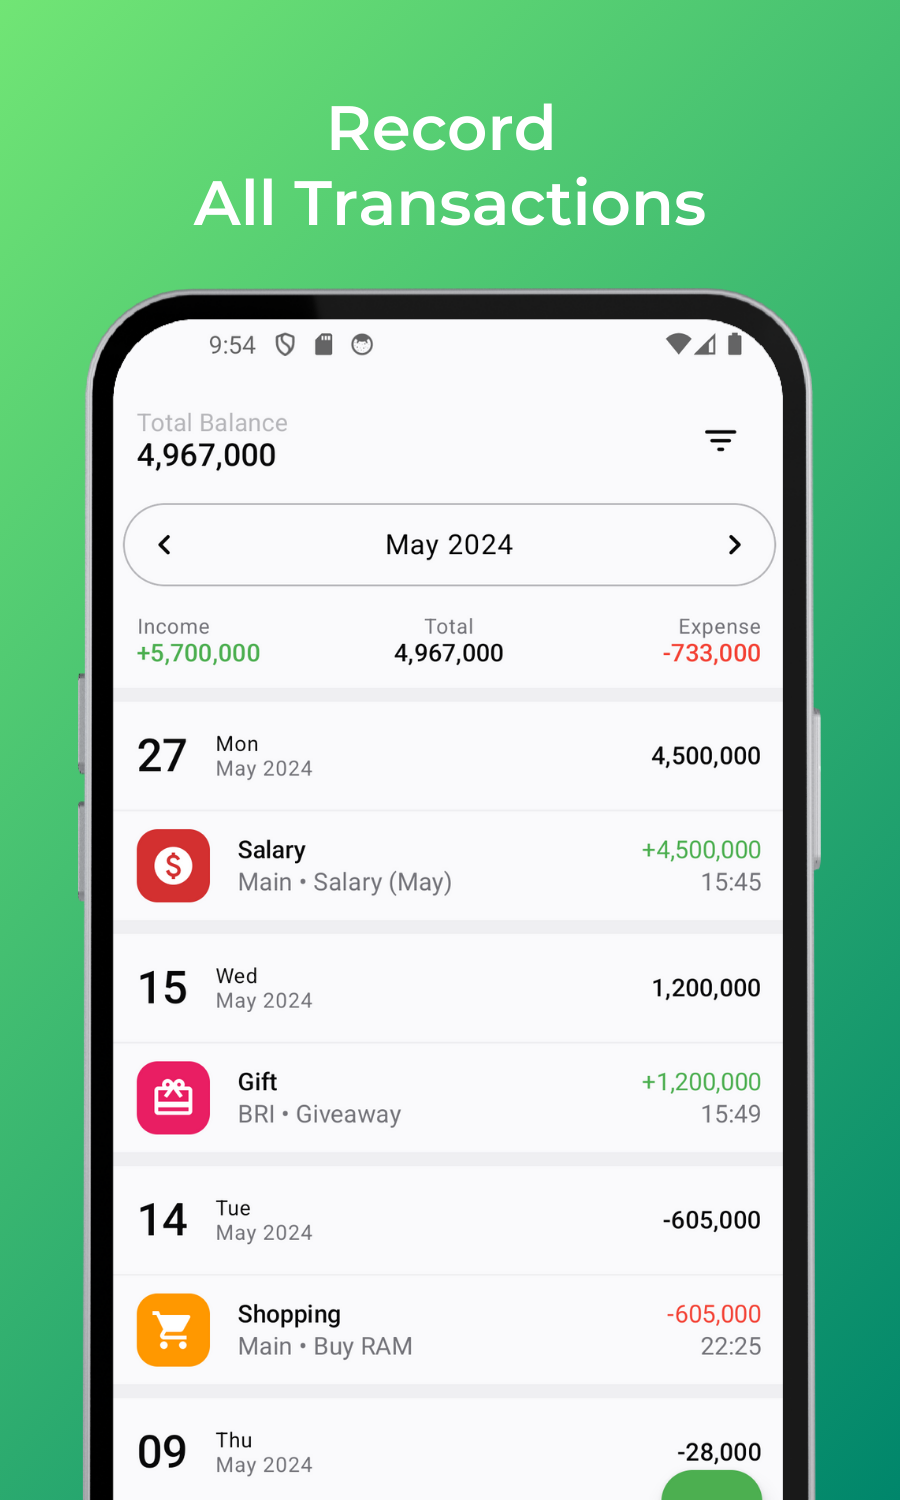 Record
All Transactions
9:54
Total Balance
4,967,000
May 2024
Income Total Expense
+5,700,000 4,967,000 -733,000
27 Mon
May 2024 4,500,000
Salary +4,500,000
Main • Salary (May) 15:45
15 Wed
May 2024 1,200,000
Gift +1,200,000
BRI • Giveaway 15:49
14 Tue
May 2024 -605,000
Shopping -605,000
Main • Buy RAM 22:25
09 Thu
May 2024 -28,000